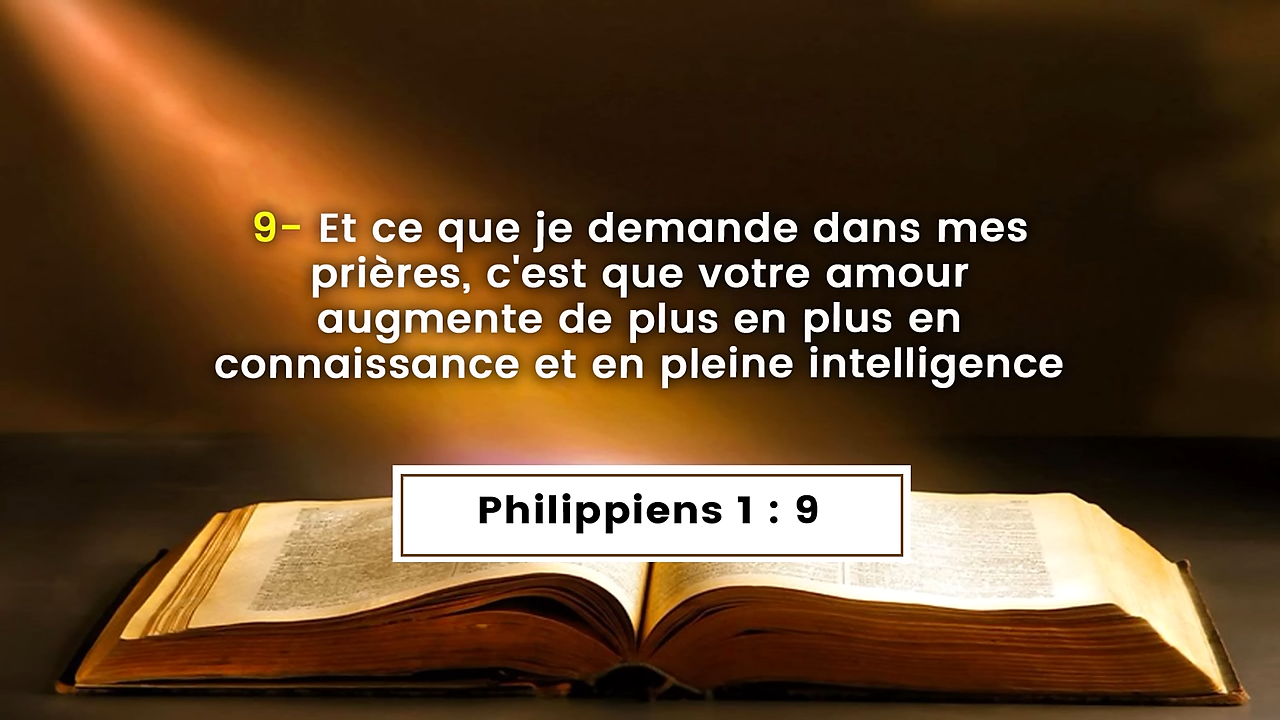 9- Et ce que je demande dans mes
prières, c'est que votre amour
augmente de plus en plus en
connaissance et en pleine intelligence
Philippiens 1 : 9